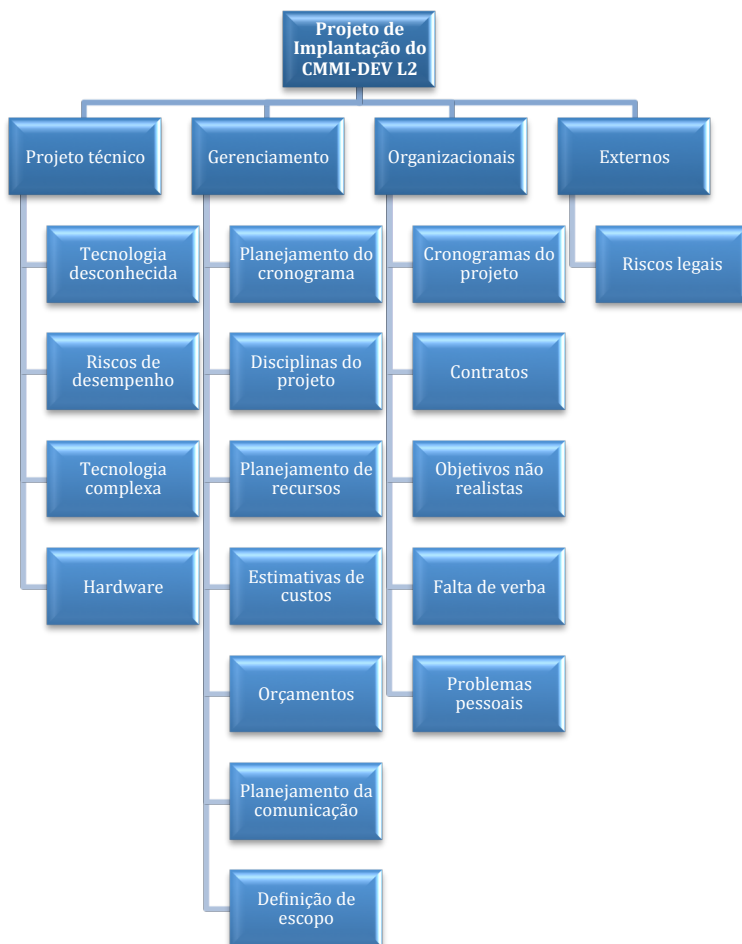 Projeto de
Implantação do
CMMI-DEV L2
Projeto técnico
Gerenciamento
Organizacionais
Externos
Tecnologia
desconhecida
Planejamento do
cronograma
Cronogramas do
projeto
Riscos legais
Riscos de
desempenho
Disciplinas do
projeto
Contratos
Tecnologia
complexa
Planejamento de
recursos
Objetivos não
realistas
Hardware
Estimativas de
custos
Falta de verba
Orçamentos
Problemas
pessoais
Planejamento da
comunicação
Definição de
escopo